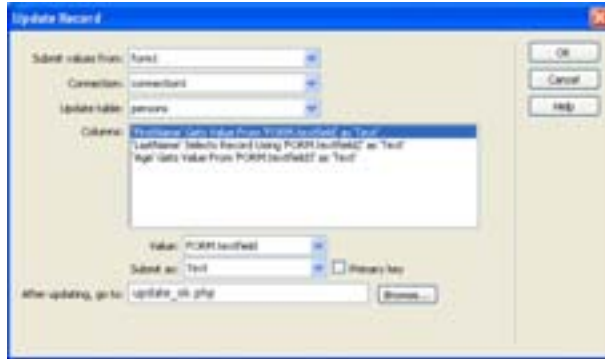 Update Record
Submit values from: form1
OK
Connection: connection1
Cancel
Update table: persons
Help
Columns: 'FirstName' Gets Value From 'FORM.textfield' as 'Text'
'LastName' Selects Record Using 'FORM.textfield2' as 'Text'
'Age' Gets Value From 'FORM.textfield3' as 'Text'
Value: FORM.textfield
Submit as: Text
Primary key
After updating, go to: update_ok.php
Browse...